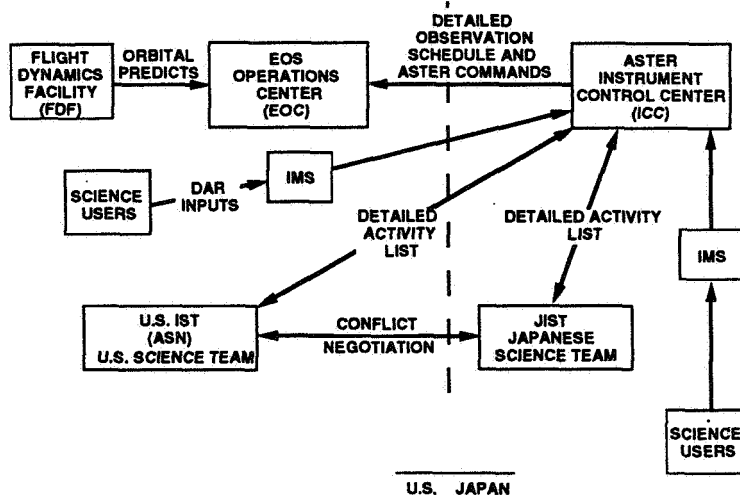 DETAILED
OBSERVATION
SCHEDULE AND
ASTER COMMANDS
FLIGHT
DYNAMICS
FACILITY
(FDF)
ORBITAL
PREDICTS
EOS
OPERATIONS
CENTER
(EOC)
ASTER
INSTRUMENT
CONTROL CENTER
(ICC)
SCIENCE
USERS
DAR
INPUTS
IMS
DETAILED
ACTIVITY
LIST
DETAILED ACTIVITY
LIST
IMS
U.S. IST
(ASN)
U.S. SCIENCE TEAM
CONFLICT
NEGOTIATION
JIST
JAPANESE
SCIENCE TEAM
SCIENCE
USERS
U.S. JAPAN